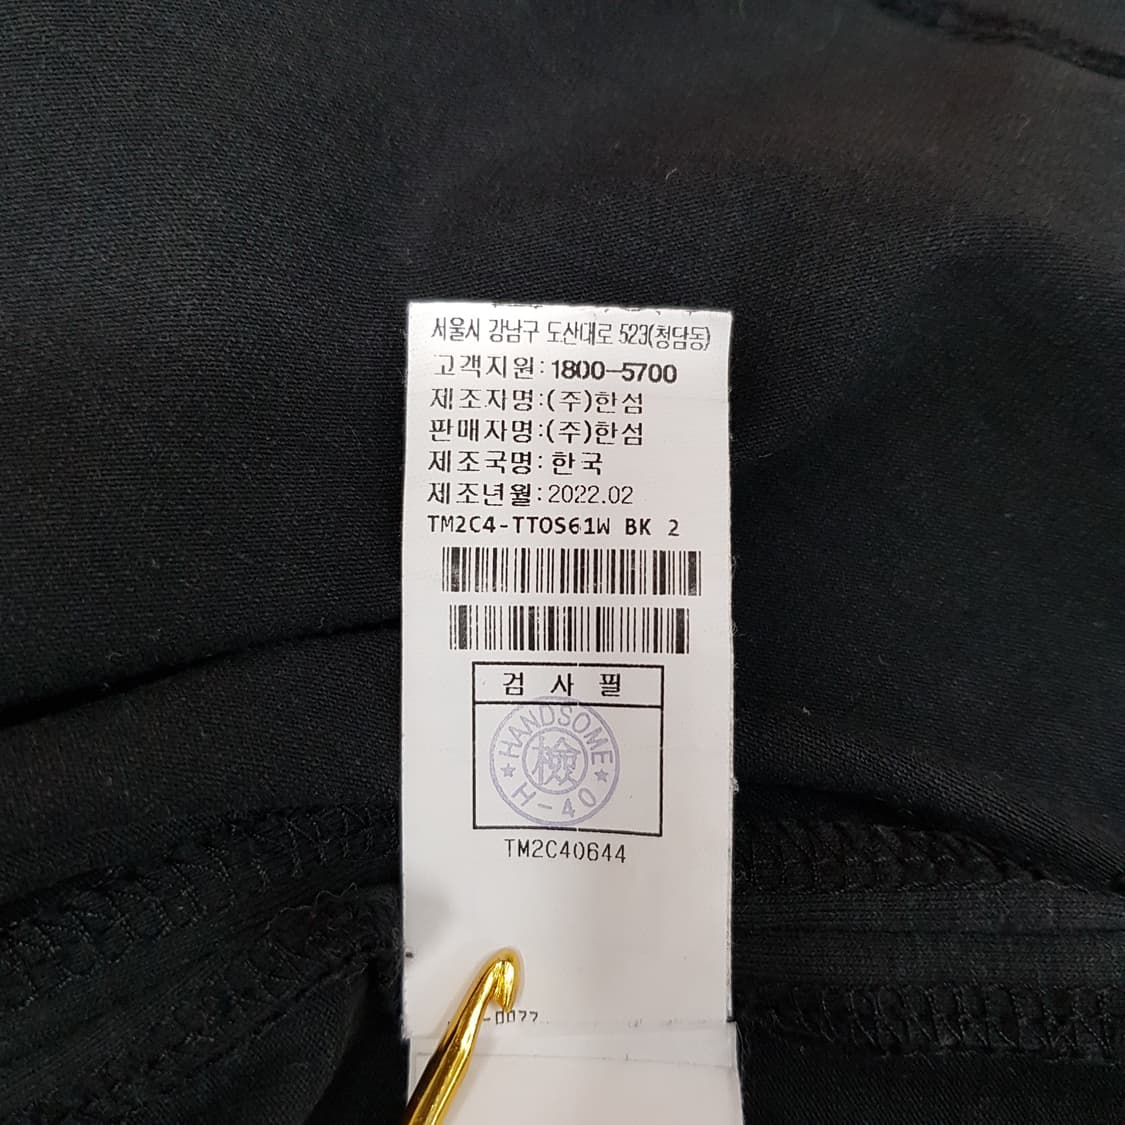 서울시 강남구 도산대로 523(청담동)
고객지원:1800-5700
제조자명:(주)한섬
판매자명:(주)한섬
제조국명:한국
제조년월:2022.02
TM2C4-TTOS61W BK 2
검 사 필
HANDSOME
檢
H-40
TM2C40644
-0077